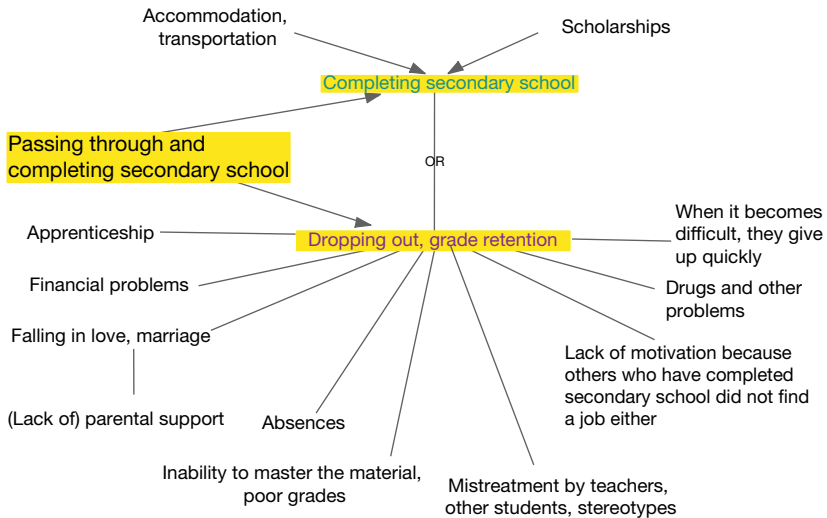 Accommodation,
transportation
Scholarships
Completing secondary school
Passing through and
completing secondary school
OR
Dropping out, grade retention
Apprenticeship
When it becomes
difficult, they give
up quickly
Financial problems
Drugs and other
problems
Falling in love, marriage
Lack of motivation because
others who have completed
secondary school did not find
a job either
(Lack of) parental support
Absences
Inability to master the material,
poor grades
Mistreatment by teachers,
other students, stereotypes